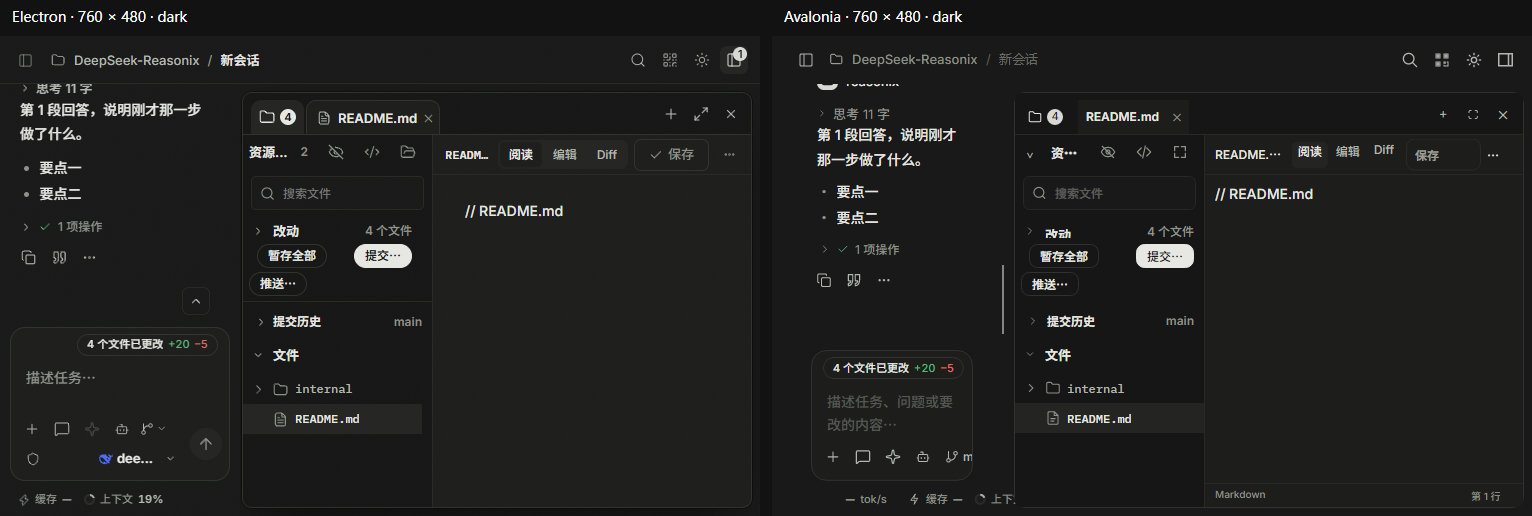 Electron · 760 × 480 · dark
DeepSeek-Reasonix / 新会话
1
思考 11 字
第 1 段回答，说明刚才那一步
做了什么。
要点一
要点二
1 项操作
4 个文件已更改 +20 −5
描述任务…
dee...
缓存 — 上下文 19%
4
README.md
资源... 2
搜索文件
改动 4 个文件
暂存全部 提交…
推送…
提交历史 main
文件
internal
README.md
READM... 阅读 编辑 Diff 保存
// README.md
Avalonia · 760 × 480 · dark
DeepSeek-Reasonix / 新会话
reasonix
思考 11 字
第 1 段回答，说明刚才
那一步做了什么。
要点一
要点二
1 项操作
4 个文件已更改 +20 −5
描述任务、问题或要
改的内容…
m
— tok/s 缓存 — 上下
4
README.md
资…
搜索文件
改动 4 个文件
暂存全部 提交…
推送…
提交历史 main
文件
internal
README.md
README.… 阅读 编辑 Diff 保存
// README.md
Markdown 第 1 行